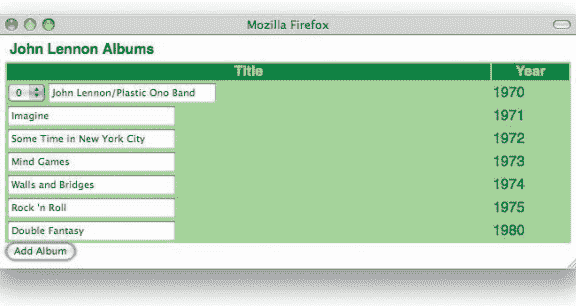 Mozilla Firefox
John Lennon Albums
Title Year
0 John Lennon/Plastic Ono Band 1970
Imagine 1971
Some Time in New York City 1972
Mind Games 1973
Walls and Bridges 1974
Rock 'n Roll 1975
Double Fantasy 1980
Add Album